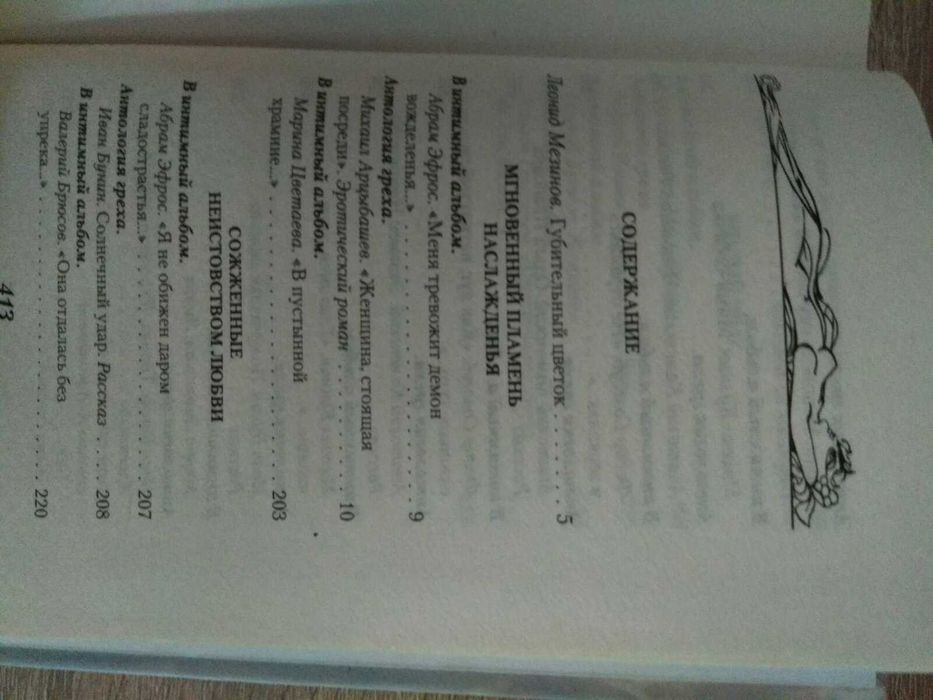 СОДЕРЖАНИЕ
Леонид Мезинов. Губительный цветок . . . . . 5
МГНОВЕННЫЙ ПЛАМЕНЬ
НАСЛАЖДЕНЬЯ
В интимный альбом.
Абрам Эфрос. «Меня тревожит демон
вожделенья...» . . . . . . . . . . . . . . . . . . 9
Антология греха.
Михаил Арцыбашев. «Женщина, стоящая
посреди». Эротический роман . . . . . . . . 10
В интимный альбом.
Марина Цветаева. «В пустынной
храмине...» . . . . . . . . . . . . . . . . . . . 203
СОЖЖЕННЫЕ
НЕИСТОВСТВОМ ЛЮБВИ
В интимный альбом.
Абрам Эфрос. «Я не обижен даром
сладострастья...» . . . . . . . . . . . . . . . 207
Антология греха.
Иван Бунин. Солнечный удар. Рассказ . . . . 208
В интимный альбом.
Валерий Брюсов. «Она отдалась без
упрека...» . . . . . . . . . . . . . . . . . . . . 220
413